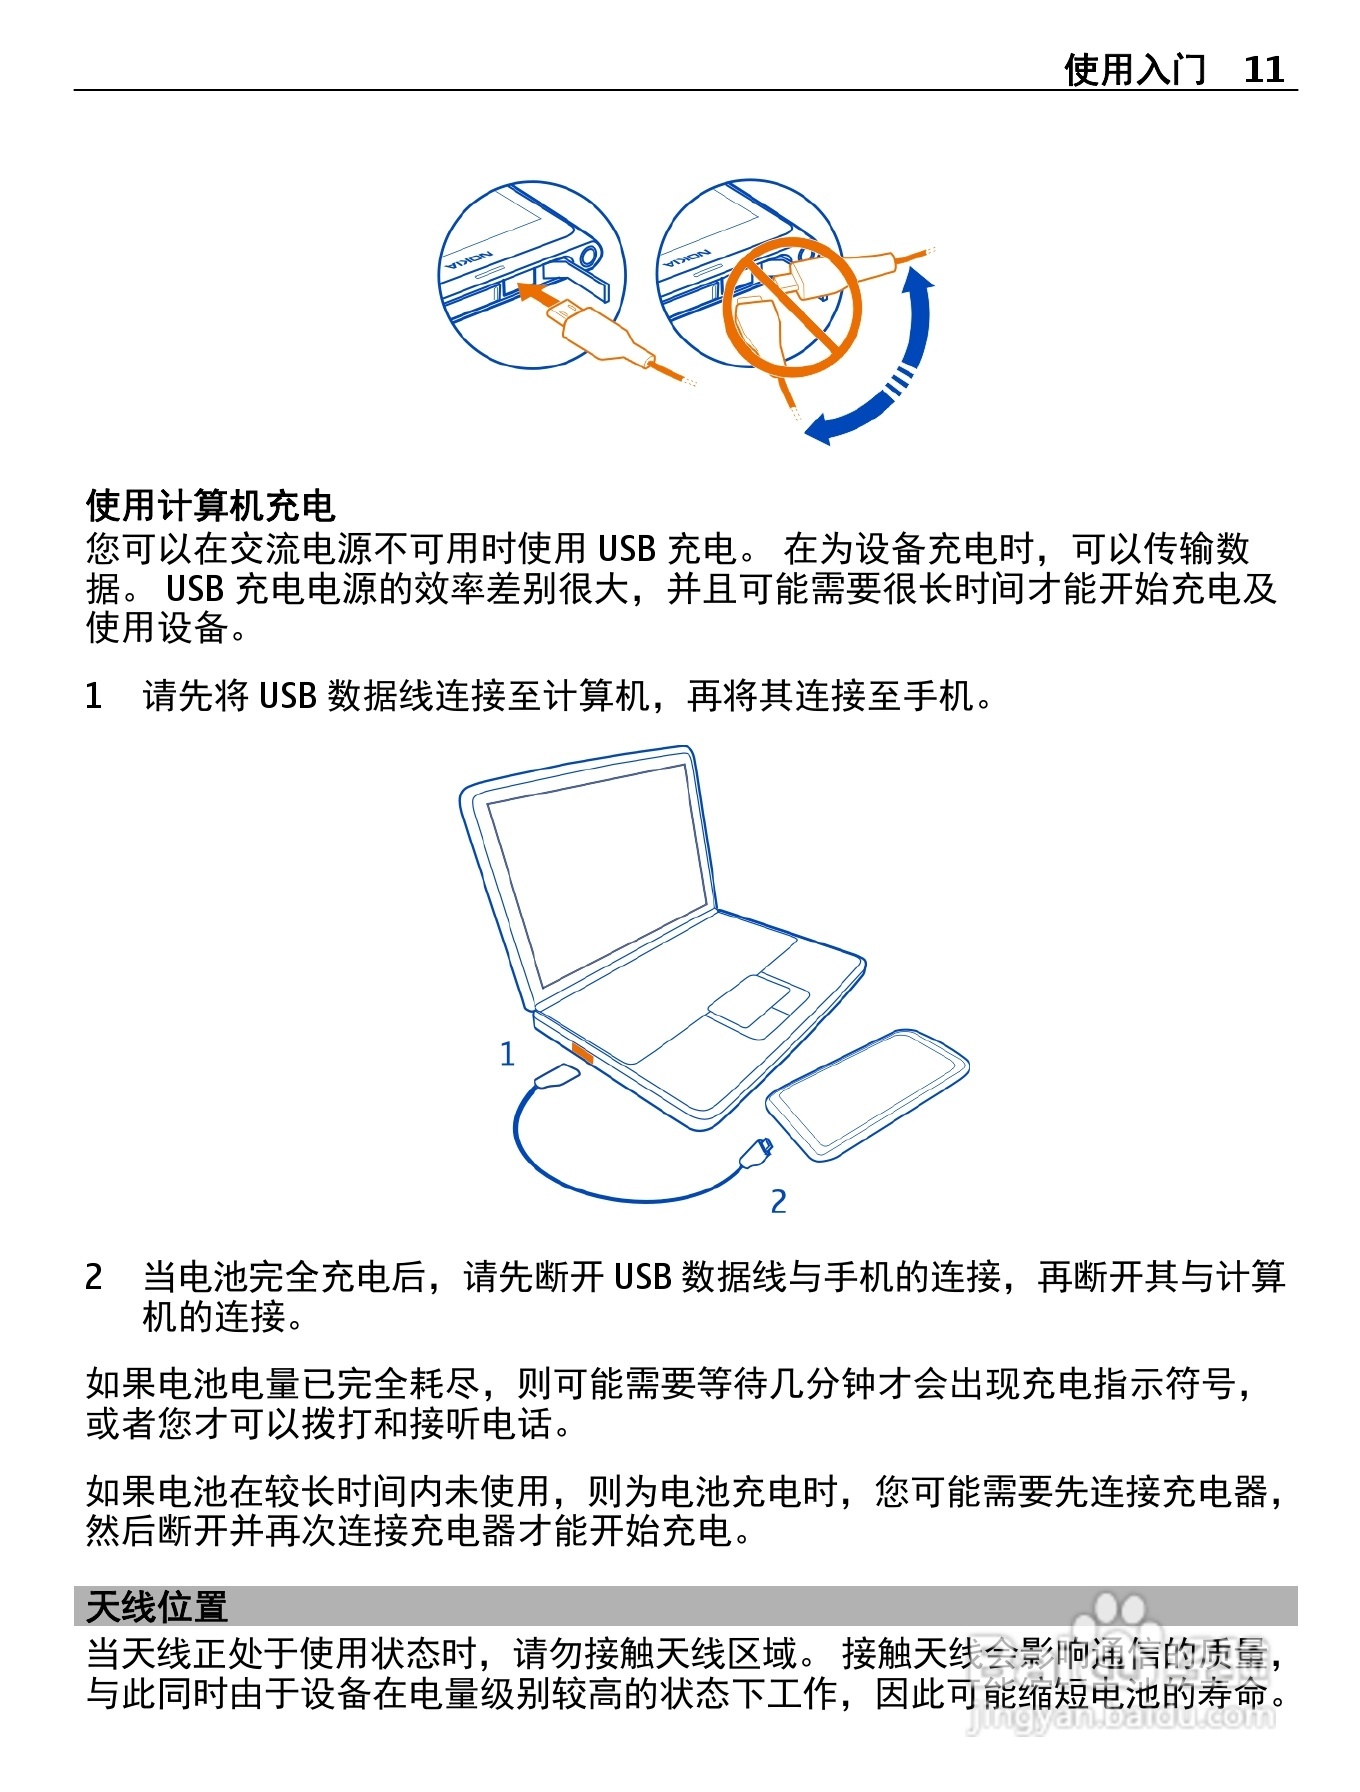 使用入门 11
NOKIA
NOKIA
使用计算机充电
您可以在交流电源不可用时使用 USB 充电。 在为设备充电时，可以传输数
据。 USB 充电电源的效率差别很大，并且可能需要很长时间才能开始充电及
使用设备。
1 请先将 USB 数据线连接至计算机，再将其连接至手机。
1
2
2 当电池完全充电后，请先断开 USB 数据线与手机的连接，再断开其与计算
机的连接。
如果电池电量已完全耗尽，则可能需要等待几分钟才会出现充电指示符号，
或者您才可以拨打和接听电话。
如果电池在较长时间内未使用，则为电池充电时，您可能需要先连接充电器，
然后断开并再次连接充电器才能开始充电。
天线位置
当天线正处于使用状态时，请勿接触天线区域。 接触天线会影响通信的质量，
与此同时由于设备在电量级别较高的状态下工作，因此可能缩短电池的寿命。
jingyan.baidu.com